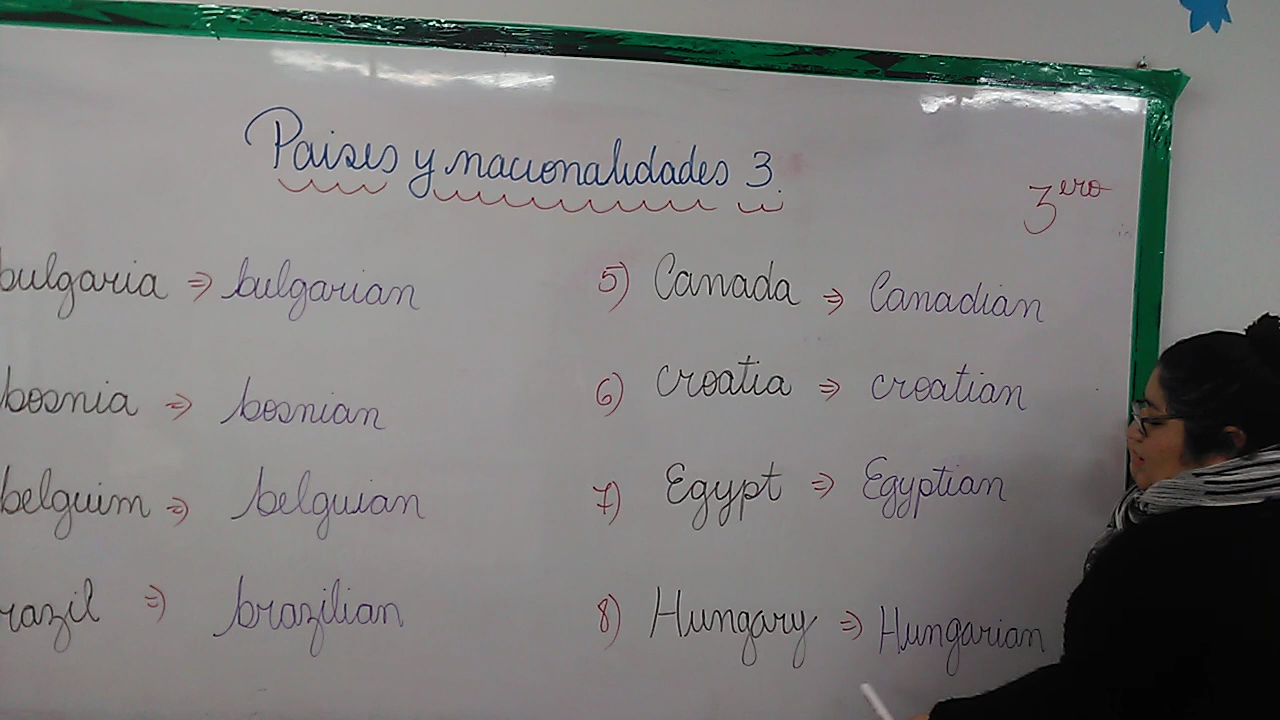 Paises y nacionalidades 3.
3ero
bulgaria ⇒ bulgarian
bosnia ⇒ bosnian
belguim ⇒ belguian
razil ⇒ brazilian
5) Canada ⇒ Canadian
6) croatia ⇒ croatian
7) Egypt ⇒ Egyptian
8) Hungary ⇒ Hungarian